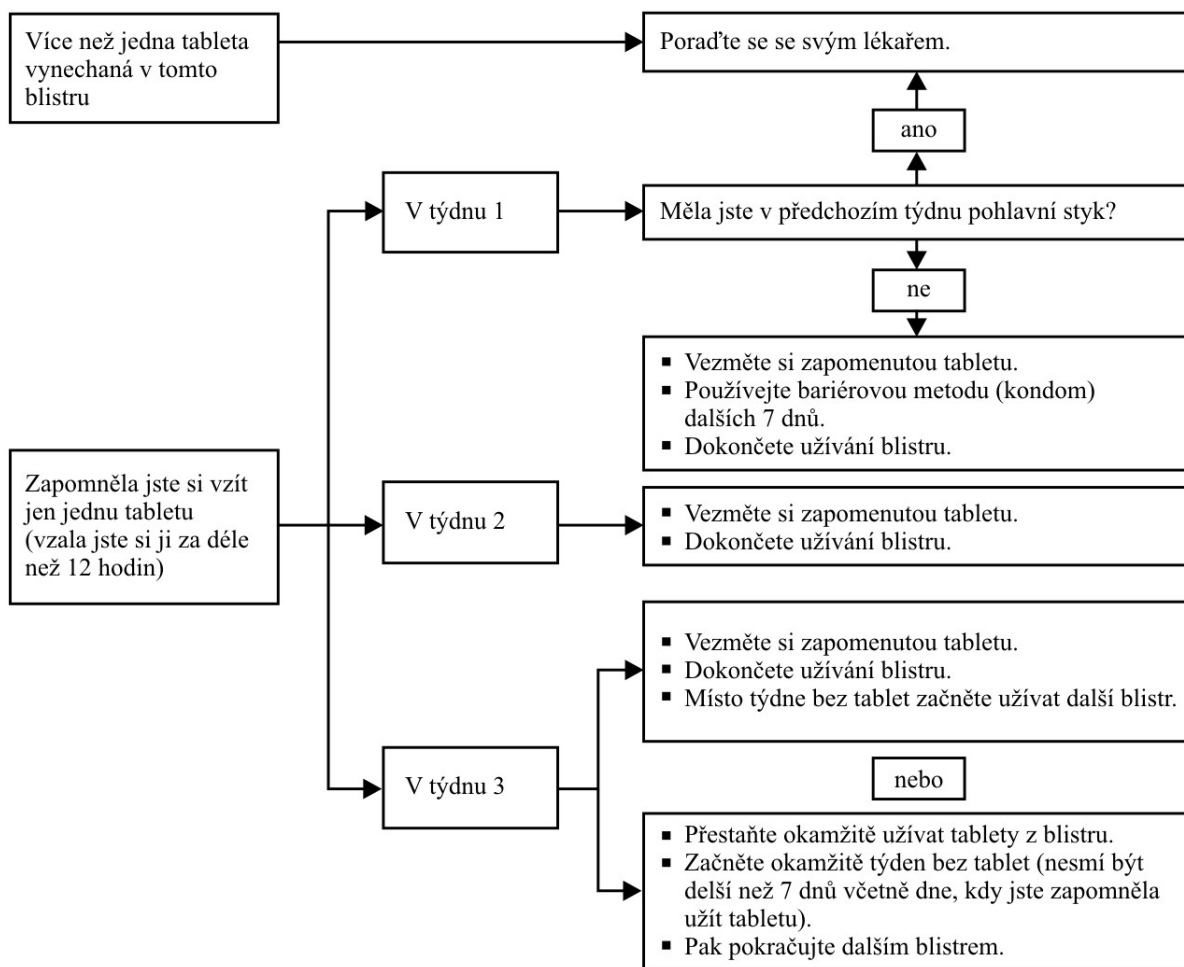 Více než jedna tableta
vynechaná v tomto
blistru
Poraďte se se svým lékařem.
ano
V týdnu 1
Měla jste v předchozím týdnu pohlavní styk?
ne
▪ Vezměte si zapomenutou tabletu.
▪ Používejte bariérovou metodu (kondom)
dalších 7 dnů.
▪ Dokončete užívání blistru.
Zapomněla jste si vzít
jen jednu tabletu
(vzala jste si ji za déle
než 12 hodin)
V týdnu 2
▪ Vezměte si zapomenutou tabletu.
▪ Dokončete užívání blistru.
▪ Vezměte si zapomenutou tabletu.
▪ Dokončete užívání blistru.
▪ Místo týdne bez tablet začněte užívat další blistr.
V týdnu 3
nebo
▪ Přestaňte okamžitě užívat tablety z blistru.
▪ Začněte okamžitě týden bez tablet (nesmí být
delší než 7 dnů včetně dne, kdy jste zapomněla
užít tabletu).
▪ Pak pokračujte dalším blistrem.